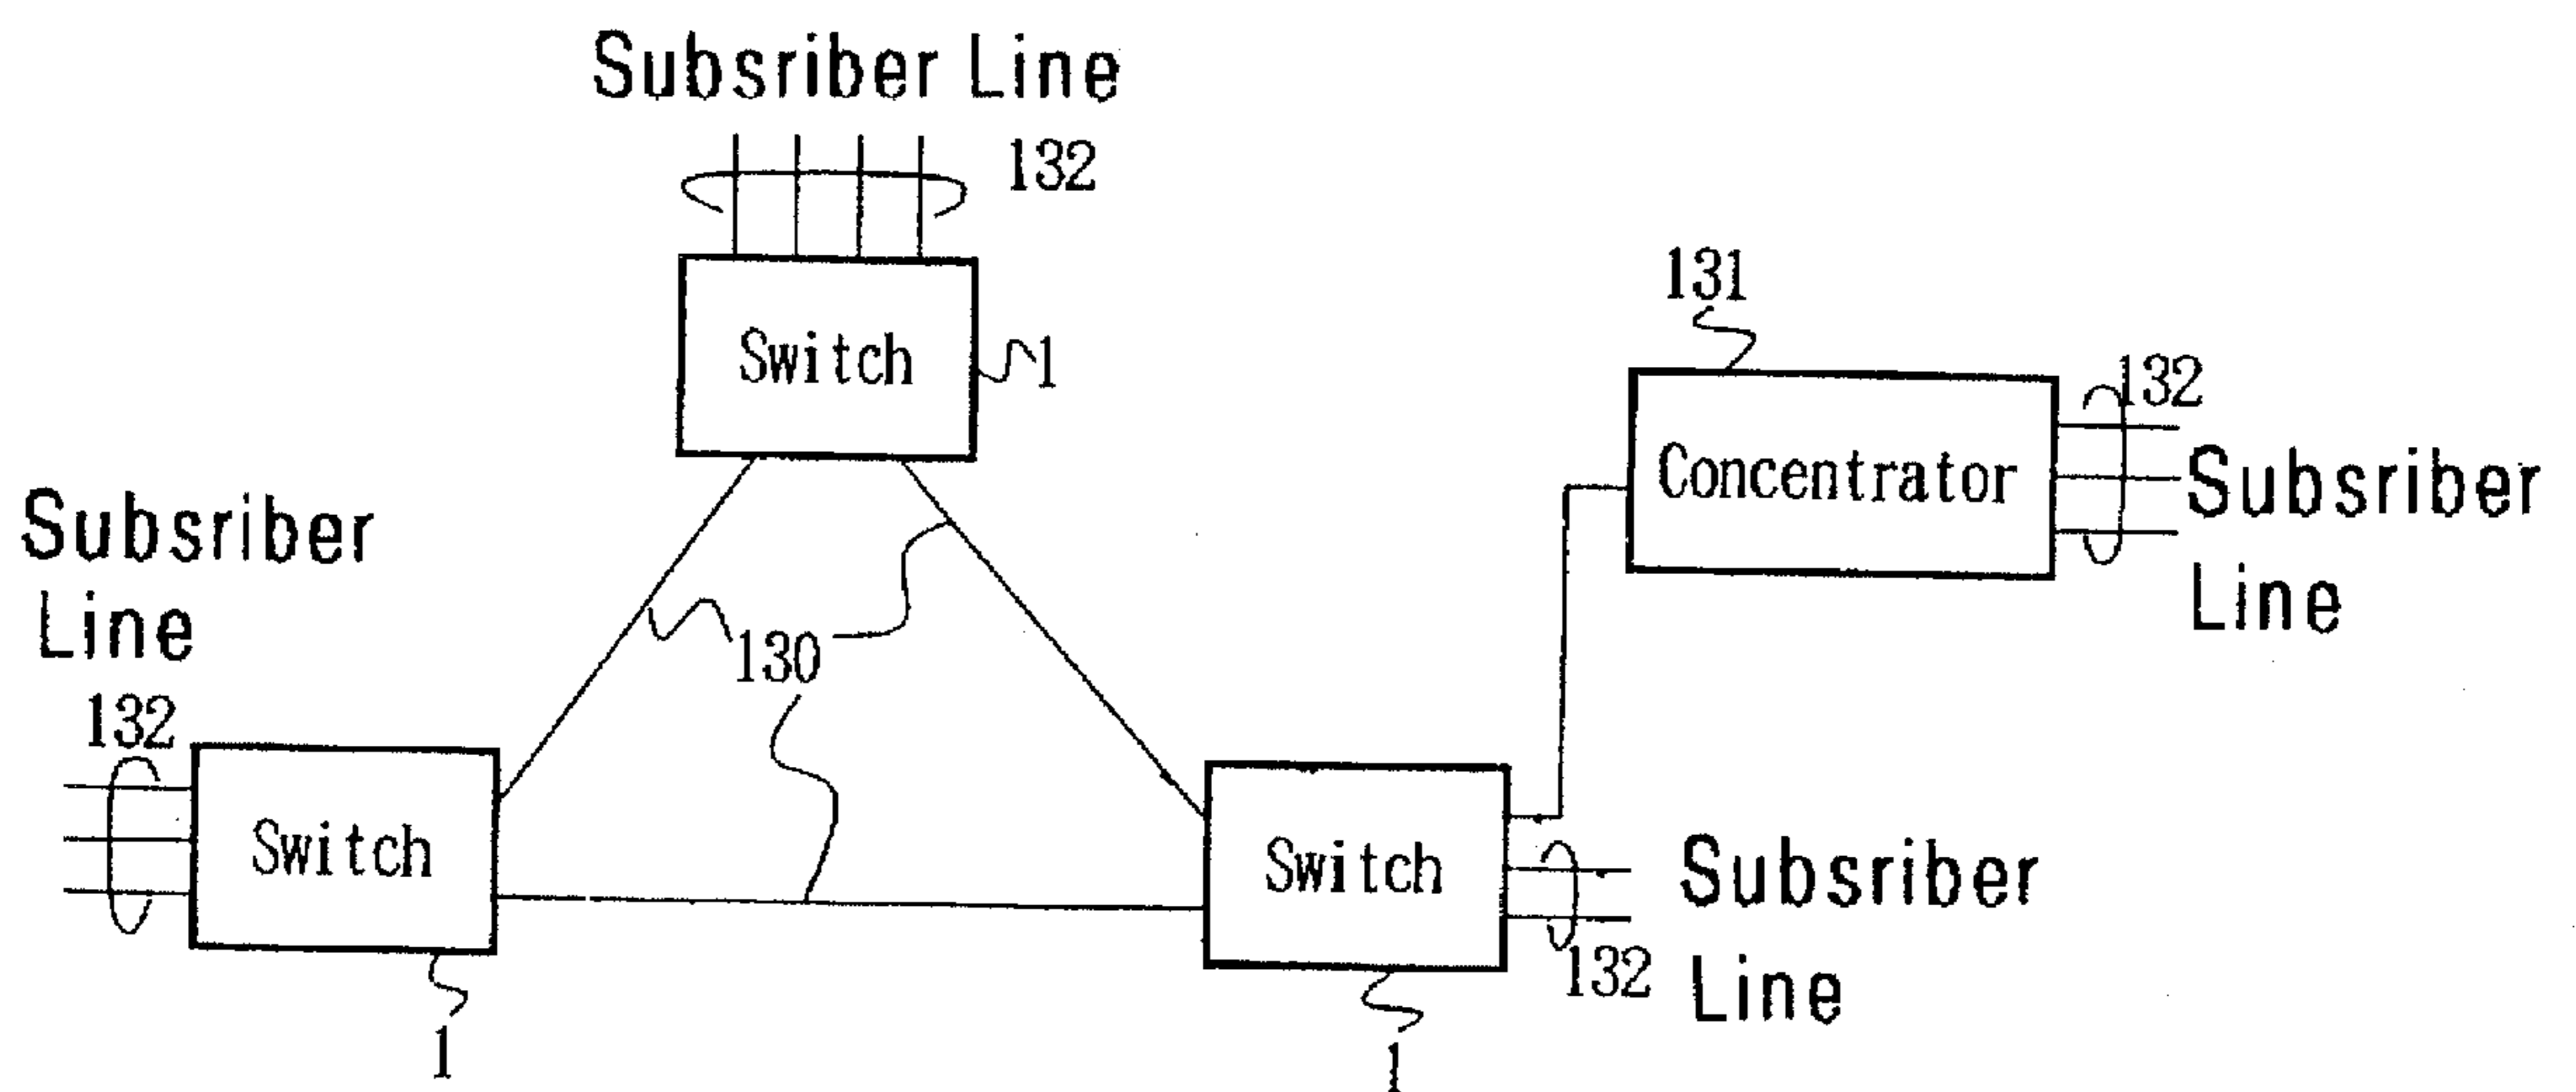 Subsriber Line
132
Switch
1
131
Concentrator
132
Subsriber
Line
Subsriber
Line
132
130
Switch
1
Switch
1
Subsriber
Line
132